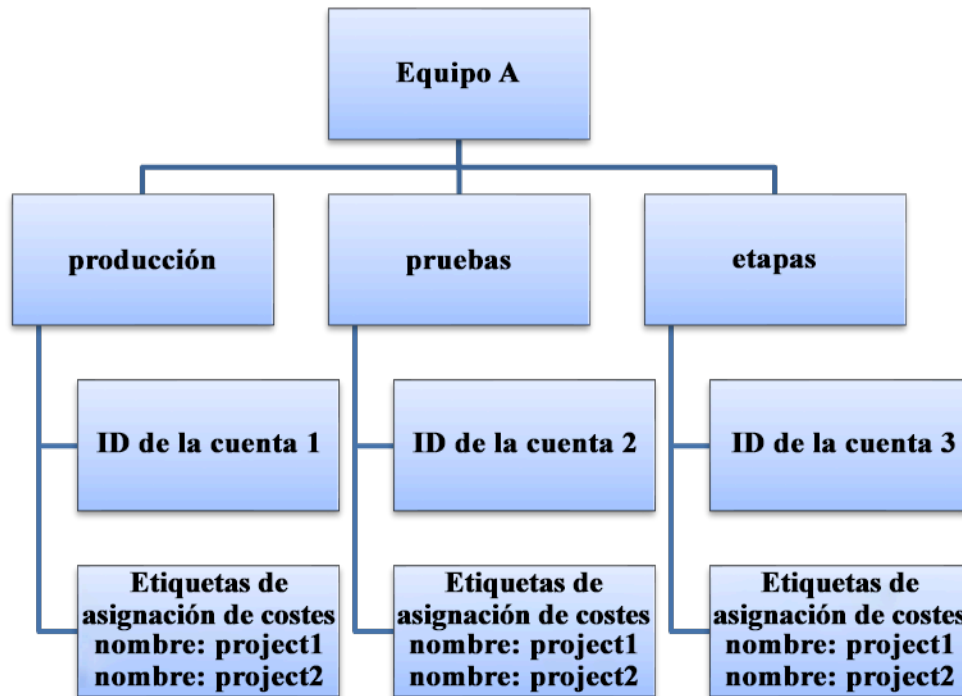 Equipo A
producción
pruebas
etapas
ID de la cuenta 1
ID de la cuenta 2
ID de la cuenta 3
Etiquetas de
asignación de costes
nombre: project1
nombre: project2
Etiquetas de
asignación de costes
nombre: project1
nombre: project2
Etiquetas de
asignación de costes
nombre: project1
nombre: project2